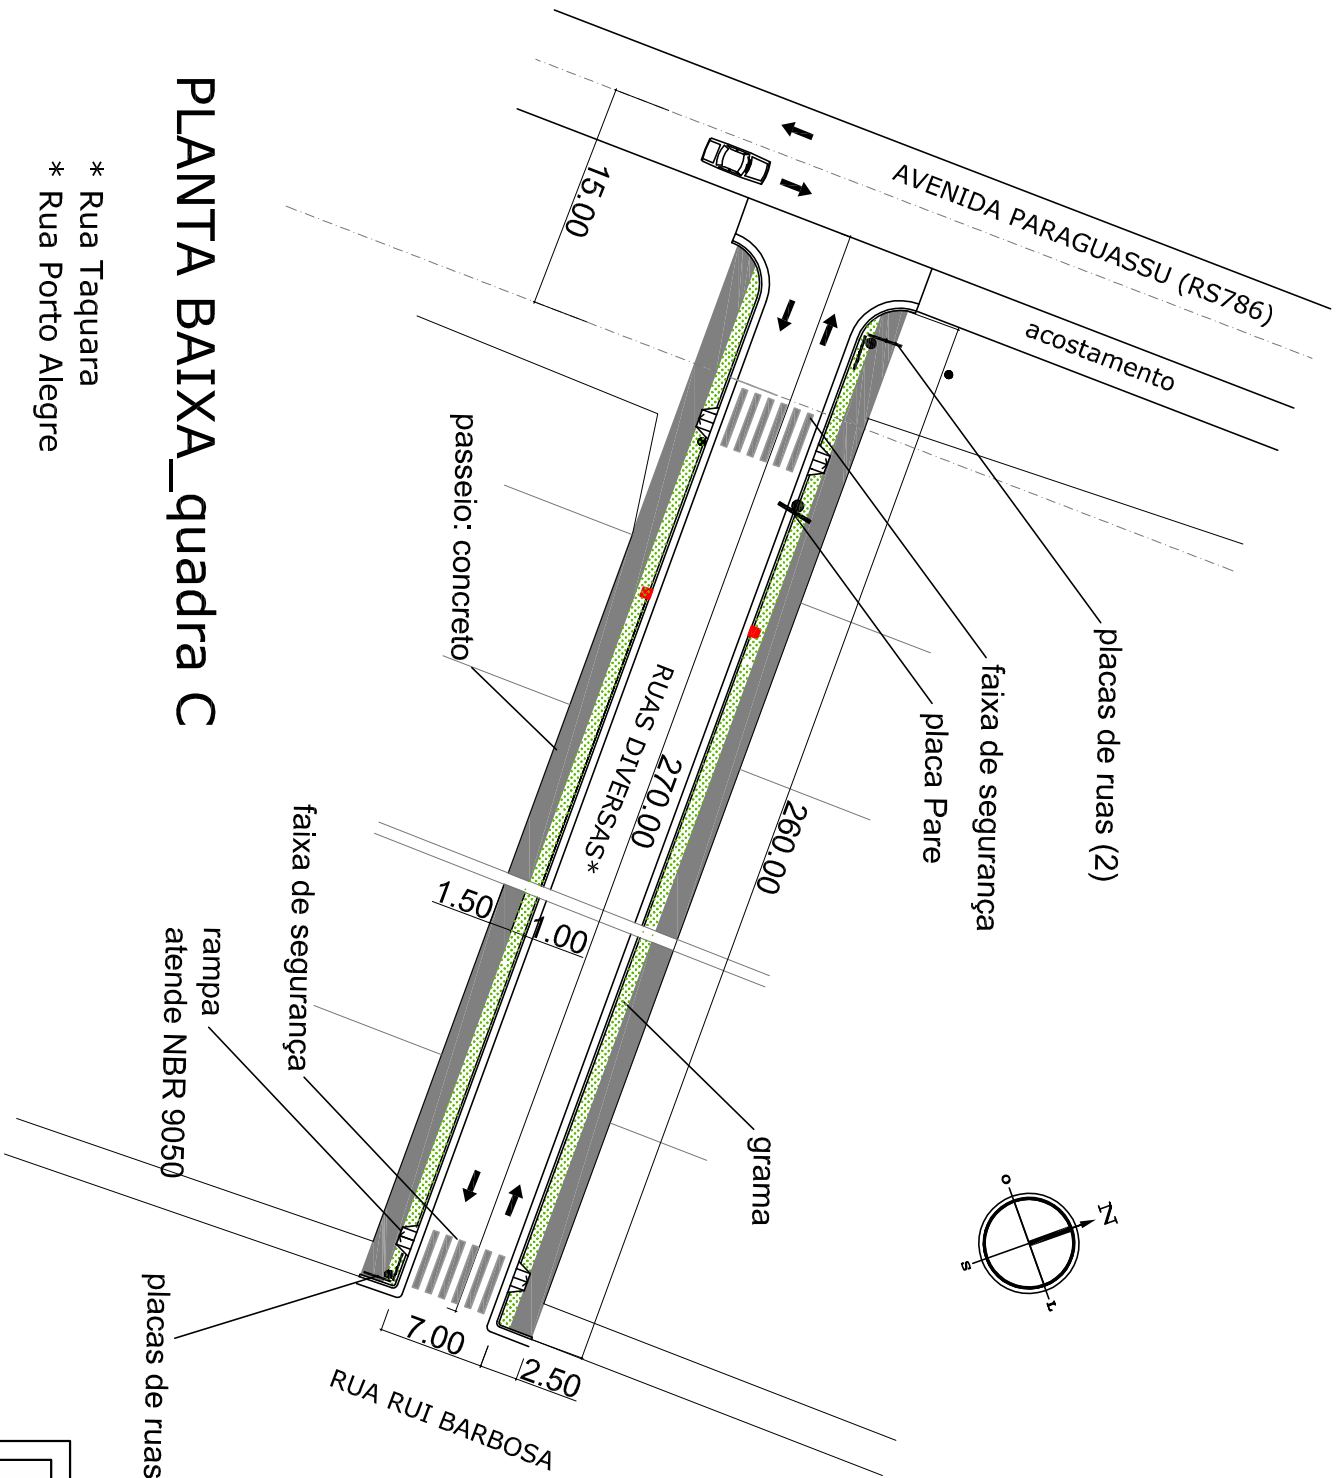 PLANTA BAIXA_quadra C
* Rua Taquara
* Rua Porto Alegre
AVENIDA PARAGUASSU (RS786)
acostamento
15.00
placas de ruas (2)
faixa de segurança
placa Pare
passeio: concreto
RUAS DIVERSAS*
270.00
260.00
1.50
1.00
faixa de segurança
rampa
atende NBR 9050
grama
placas de ruas
7.00
2.50
RUA RUI BARBOSA
N
O
S
L